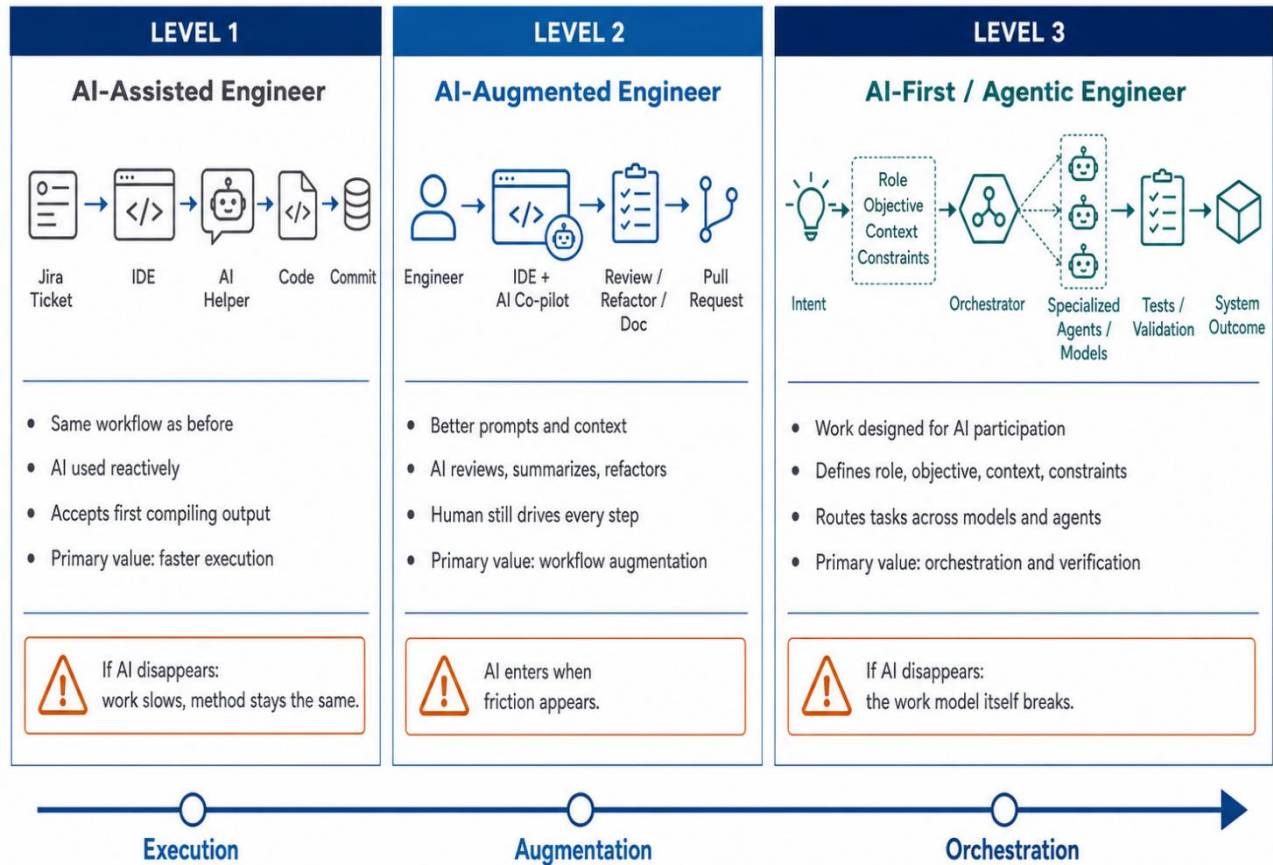 LEVEL 1
AI-Assisted Engineer
</>
</>
Jira
Ticket
IDE
AI
Helper
Code
Commit
• Same workflow as before
• AI used reactively
• Accepts first compiling output
• Primary value: faster execution
If AI disappears:
work slows, method stays the same.
LEVEL 2
AI-Augmented Engineer
</>
Engineer
IDE +
AI Co-pilot
Review /
Refactor /
Doc
Pull
Request
• Better prompts and context
• AI reviews, summarizes, refactors
• Human still drives every step
• Primary value: workflow augmentation
AI enters when
friction appears.
LEVEL 3
AI-First / Agentic Engineer
Role
Objective
Context
Constraints
Intent
Orchestrator
Specialized
Agents /
Models
Tests /
Validation
System
Outcome
• Work designed for AI participation
• Defines role, objective, context, constraints
• Routes tasks across models and agents
• Primary value: orchestration and verification
If AI disappears:
the work model itself breaks.
Execution
Augmentation
Orchestration